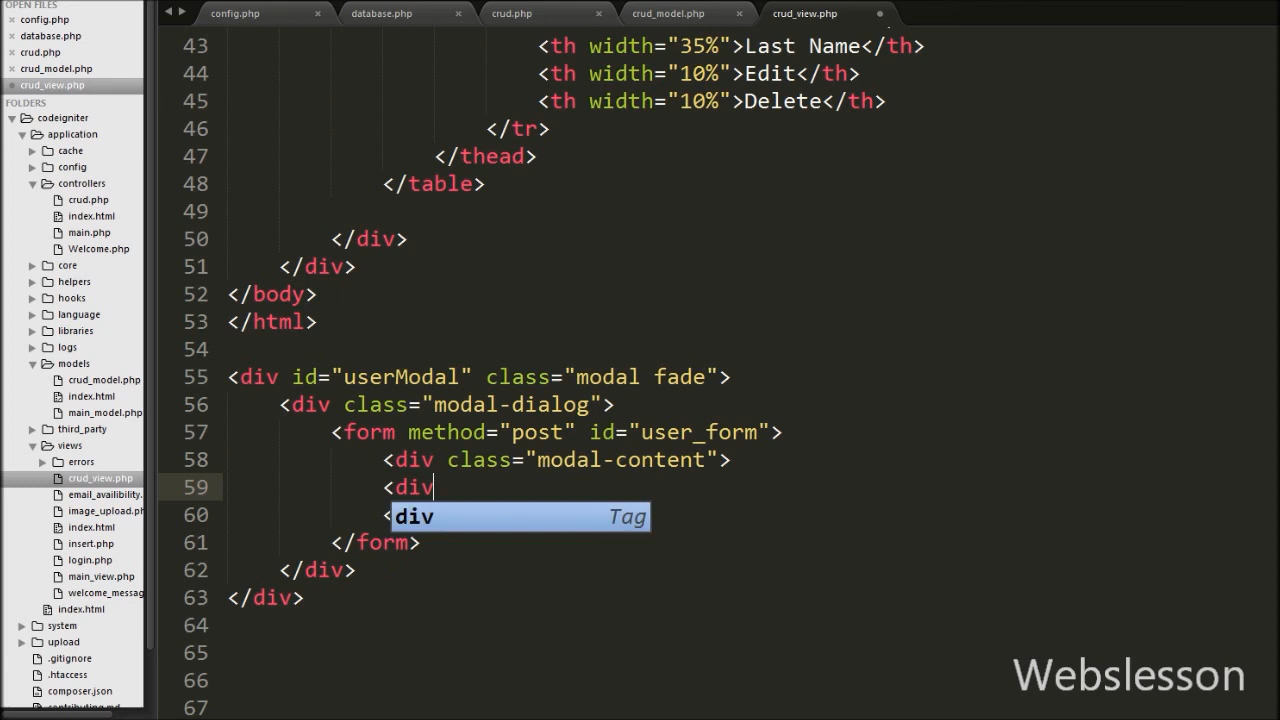 OPEN FILES
config.php
database.php
crud.php
crud_model.php
crud_view.php
FOLDERS
codeigniter
application
cache
config
controllers
crud.php
index.html
main.php
Welcome.php
core
helpers
hooks
language
libraries
logs
models
crud_model.php
index.html
main_model.php
third_party
views
errors
crud_view.php
email_availibility.
image_upload.ph
index.html
insert.php
login.php
main_view.php
welcome_messag
index.html
system
upload
.gitignore
.htaccess
composer.json
contributing.md
config.php database.php crud.php crud_model.php crud_view.php
43 <th width="35%">Last Name</th>
44 <th width="10%">Edit</th>
45 <th width="10%">Delete</th>
46 </tr>
47 </thead>
48 </table>
49
50 </div>
51 </div>
52 </body>
53 </html>
54
55 <div id="userModal" class="modal fade">
56 <div class="modal-dialog">
57 <form method="post" id="user_form">
58 <div class="modal-content">
59 <div
60 <
div Tag
61 </form>
62 </div>
63 </div>
64
65
66
67
Webslesson